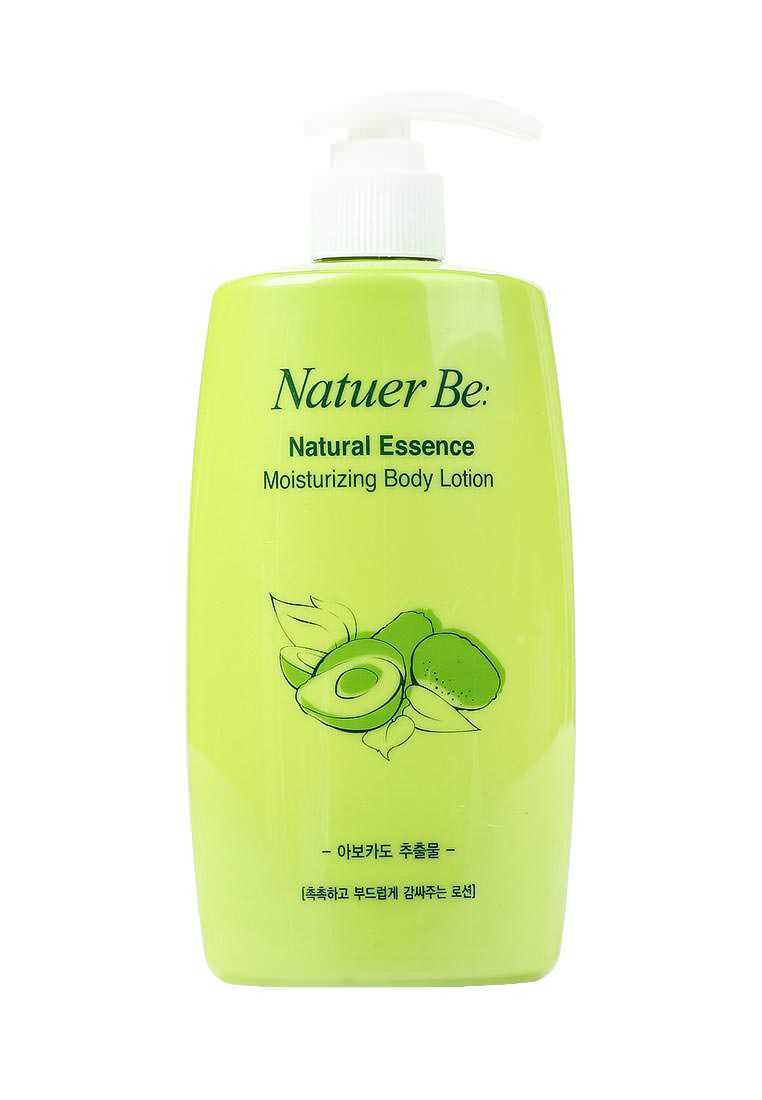 Natuer Be:
Natural Essence
Moisturizing Body Lotion
– 아보카도 추출물 –
[촉촉하고 부드럽게 감싸주는 로션]